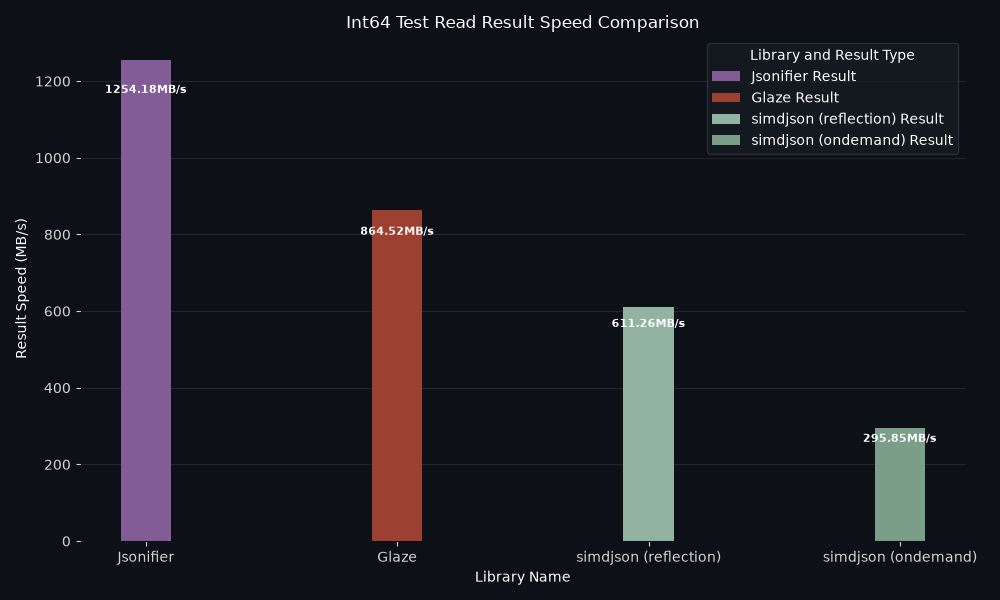 Int64 Test Read Result Speed Comparison
Library and Result Type
Jsonifier Result
Glaze Result
simdjson (reflection) Result
simdjson (ondemand) Result
Result Speed (MB/s)
1200
1000
800
600
400
200
0
1254.18MB/s
864.52MB/s
611.26MB/s
295.85MB/s
Jsonifier
Glaze
simdjson (reflection)
simdjson (ondemand)
Library Name